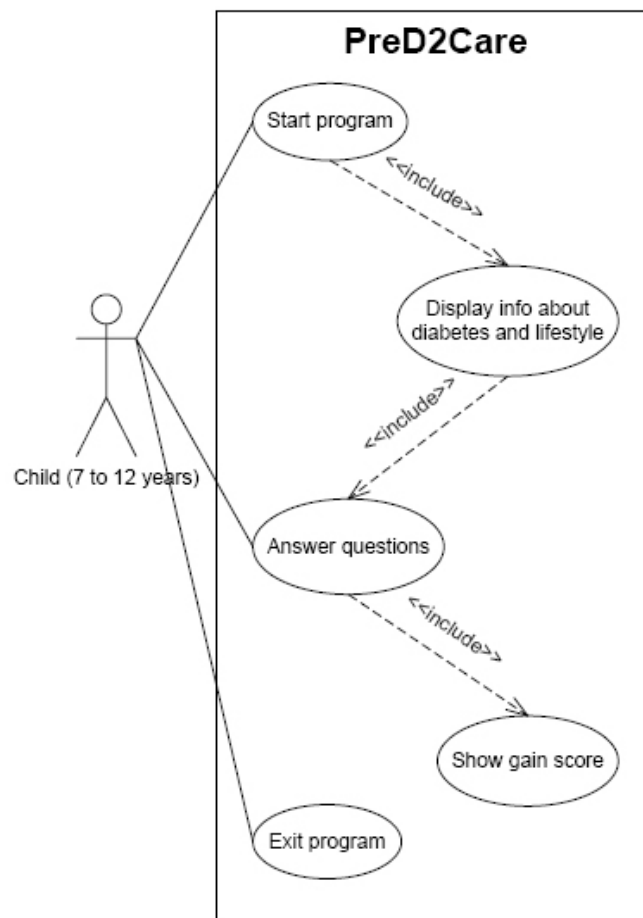 PreD2Care
Start program
<<include>>
Display info about
diabetes and lifestyle
<<include>>
Child (7 to 12 years)
Answer questions
<<include>>
Show gain score
Exit program